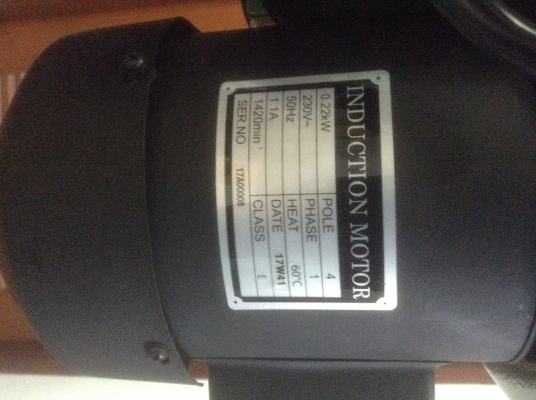 INDUCTION MOTOR
0.22kW POLE 4
230V~ PHASE 1
50Hz HEAT 60°C
1.1A DATE 17W41
1420min⁻¹ CLASS E
SER.NO 17A00008